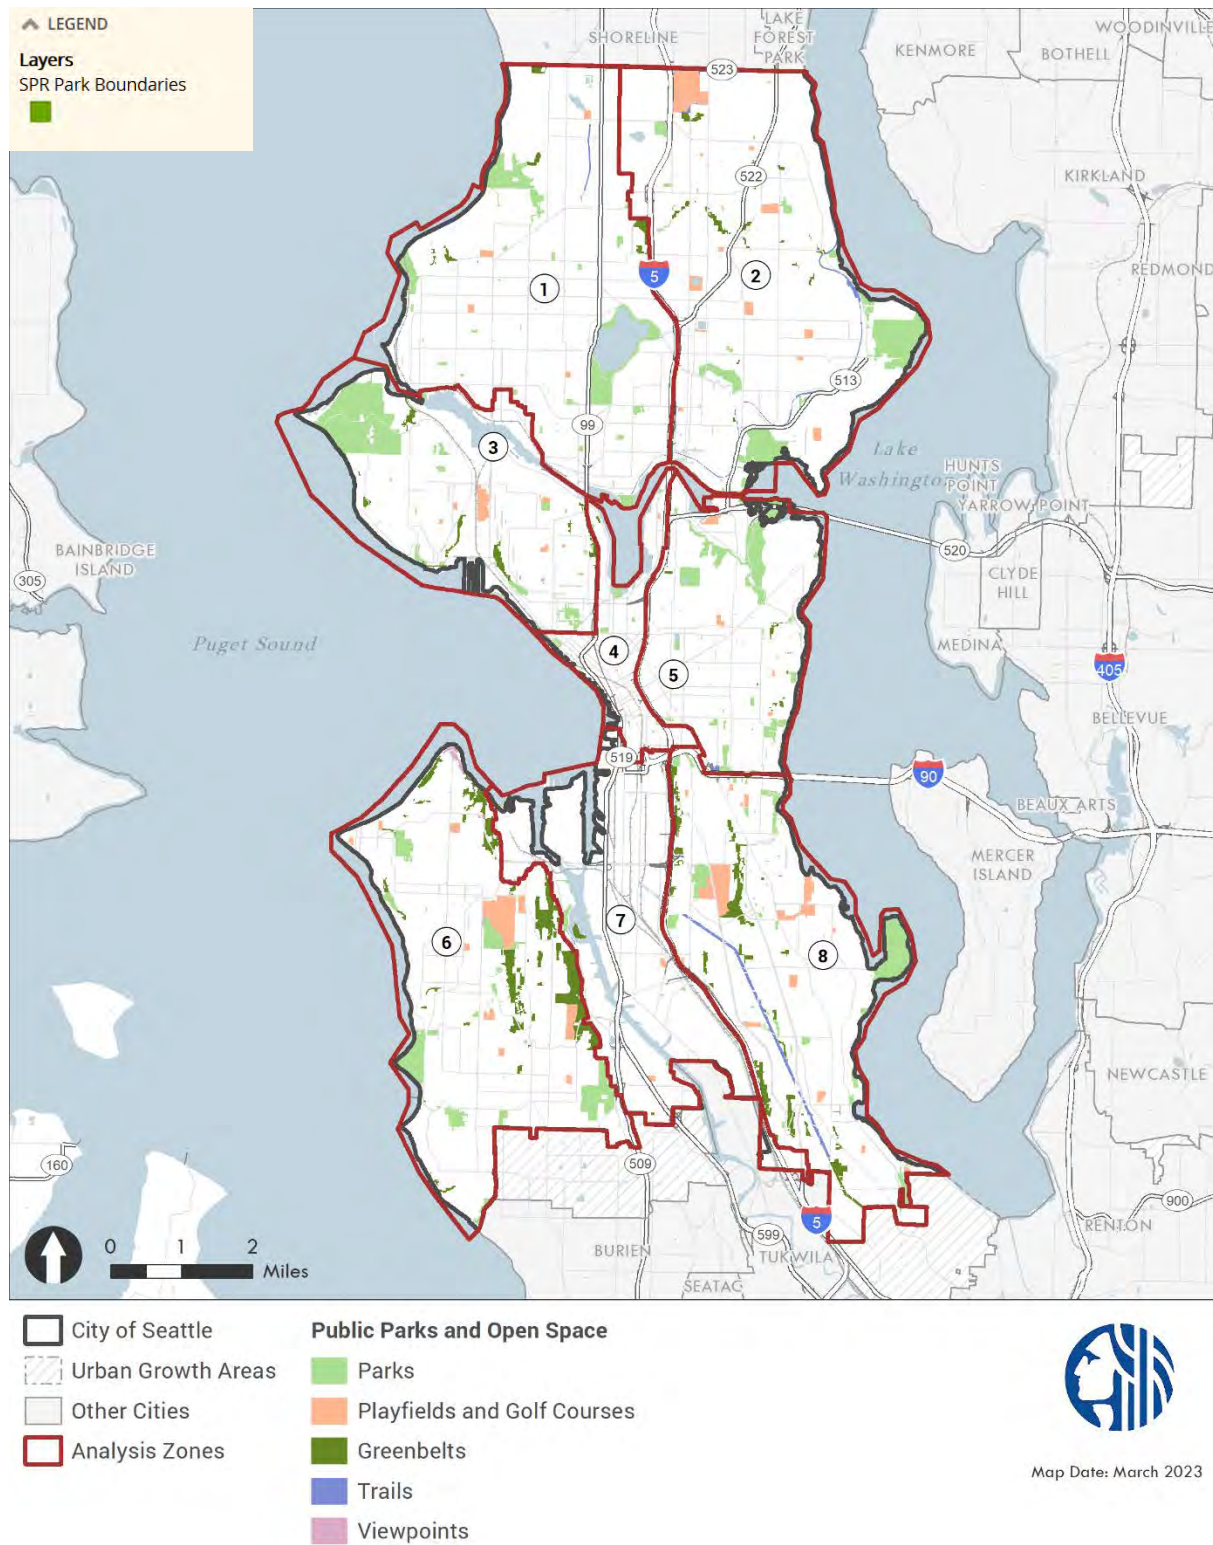 LEGEND
Layers
SPR Park Boundaries
SHORELINE
LAKE
FOREST
PARK
KENMORE
BOTHELL
WOODINVILLE
523
522
KIRKLAND
REDMOND
5
1
2
513
99
3
Lake
Washington
HUNTS
POINT
YARROW POINT
520
BAINBRIDGE
ISLAND
305
CLYDE
HILL
Puget Sound
MEDINA
4
5
405
BELLEVUE
519
90
BEAUX ARTS
MERCER
ISLAND
6
7
8
NEWCASTLE
160
509
900
RENTON
5
599
BURIEN
TUKWILA
SEATAC
0 1 2
Miles
City of Seattle
Urban Growth Areas
Other Cities
Analysis Zones
Public Parks and Open Space
Parks
Playfields and Golf Courses
Greenbelts
Trails
Viewpoints
Map Date: March 2023